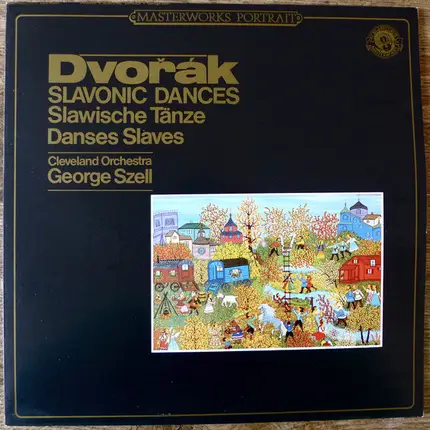 MASTERWORKS PORTRAIT
Dvořák
SLAVONIC DANCES
Slawische Tänze
Danses Slaves
Cleveland Orchestra
George Szell